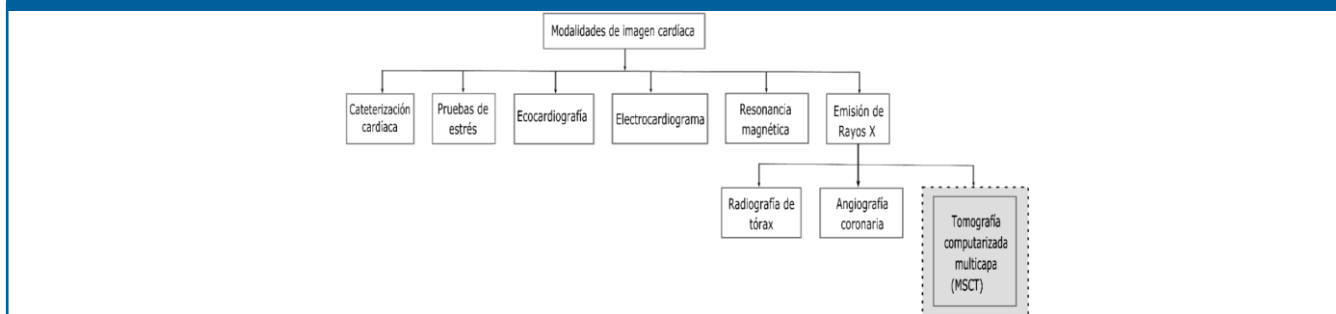 Modalidades de imagen cardíaca
Cateterización
cardíaca
Pruebas de
estrés
Ecocardiografía
Electrocardiograma
Resonancia
magnética
Emisión de
Rayos X
Radiografía de
tórax
Angiografía
coronaria
Tomografía
computarizada
multicapa
(MSCT)